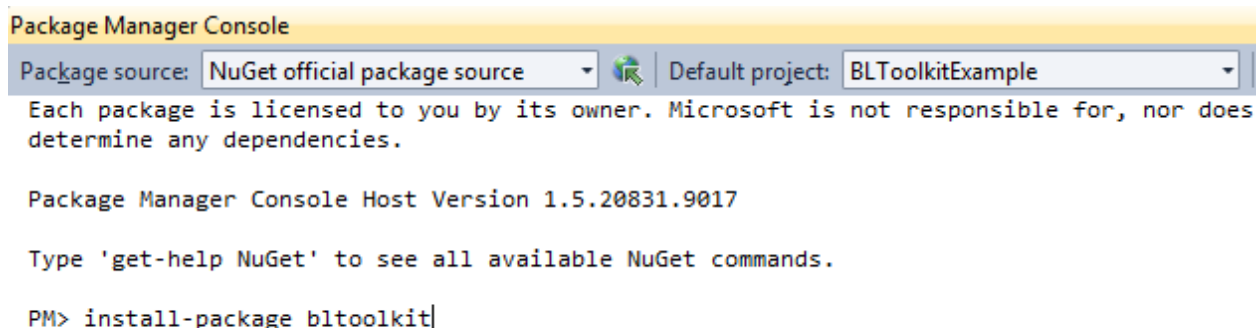 Package Manager Console
Package source: NuGet official package source Default project: BLToolkitExample
Each package is licensed to you by its owner. Microsoft is not responsible for, nor does
determine any dependencies.
Package Manager Console Host Version 1.5.20831.9017
Type 'get-help NuGet' to see all available NuGet commands.
PM> install-package bltoolkit